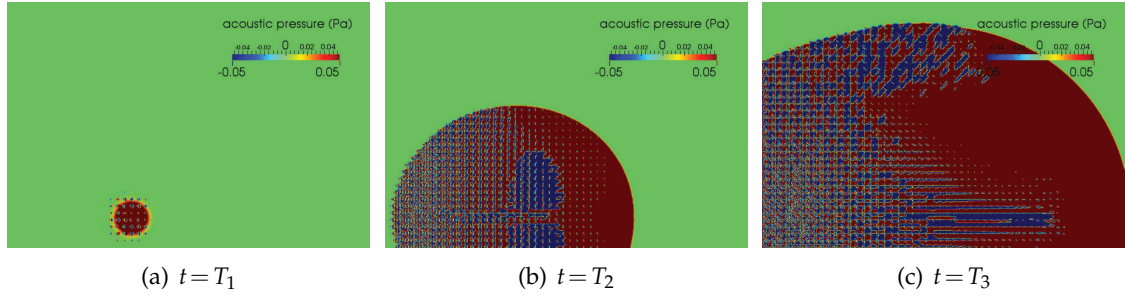 acoustic pressure (Pa)
-0.04 -0.02 0 0.02 0.04
-0.05 0.05
acoustic pressure (Pa)
-0.04 -0.02 0 0.02 0.04
-0.05 0.05
acoustic pressure (Pa)
-0.02 0 0.02 0.04
0.05
(a) t=T₁
(b) t=T₂
(c) t=T₃